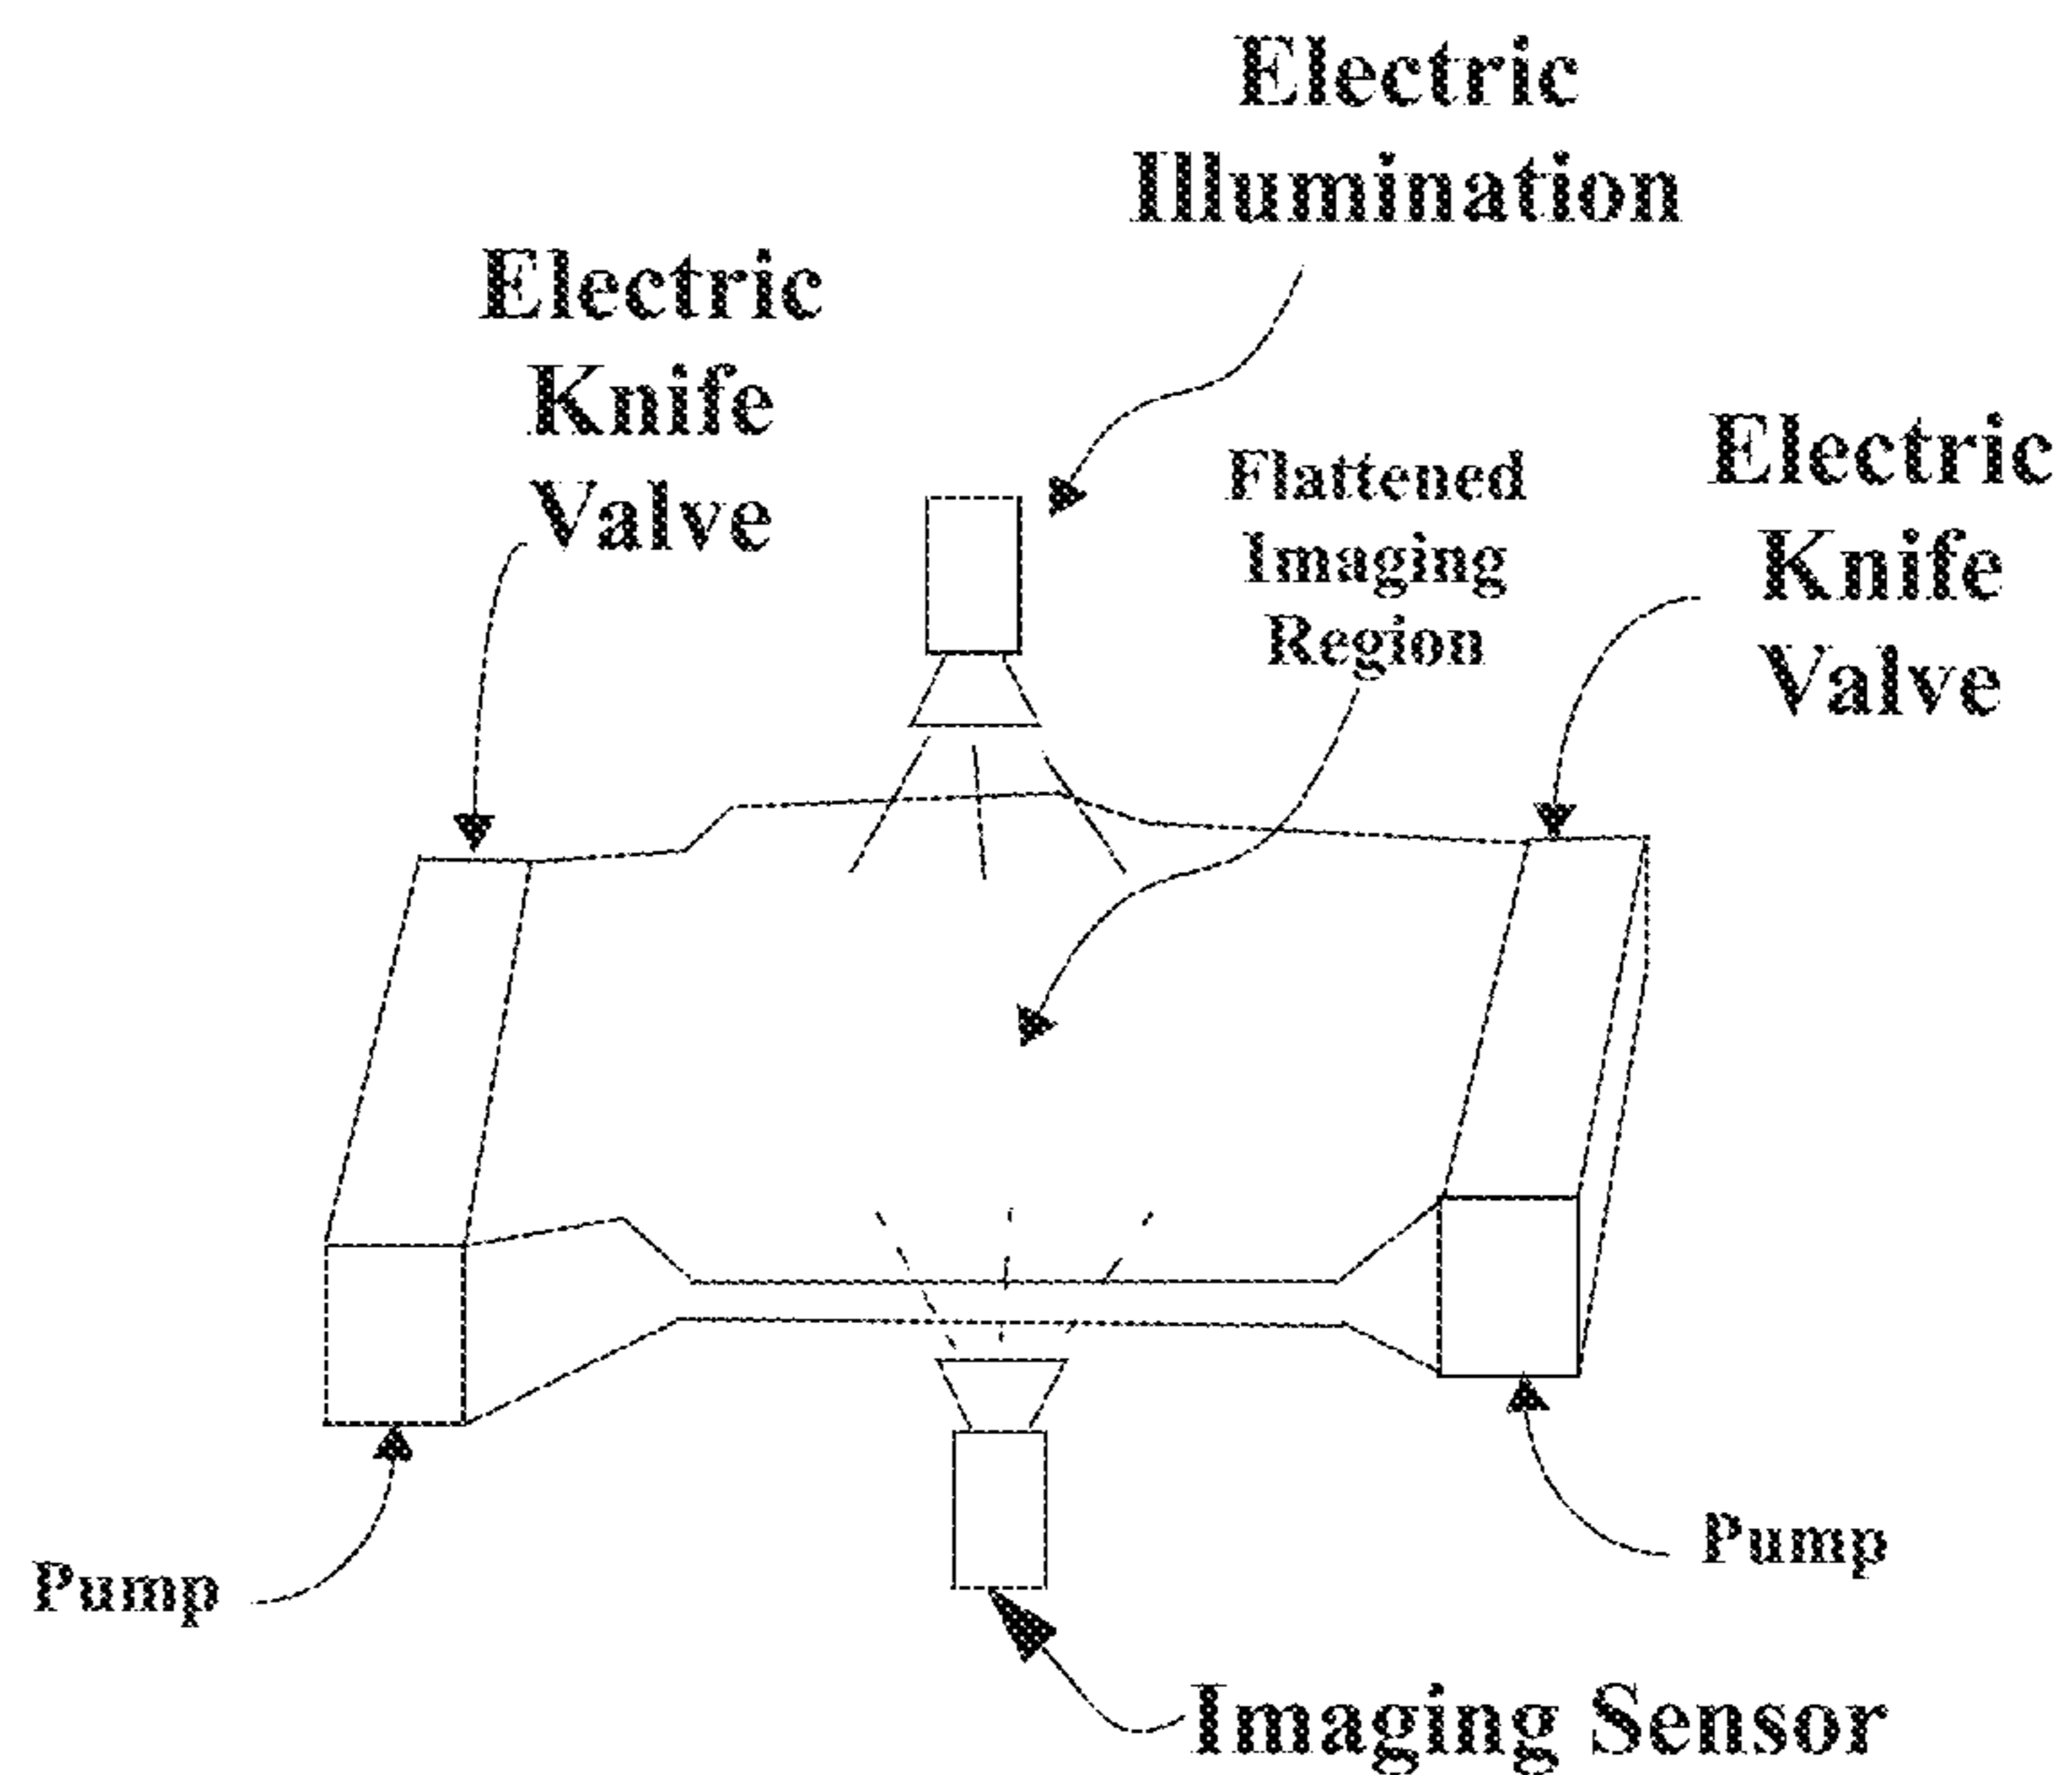 Electric
Illumination
Electric
Knife
Valve
Flattened
Imaging
Region
Electric
Knife
Valve
Pump
Pump
Imaging Sensor